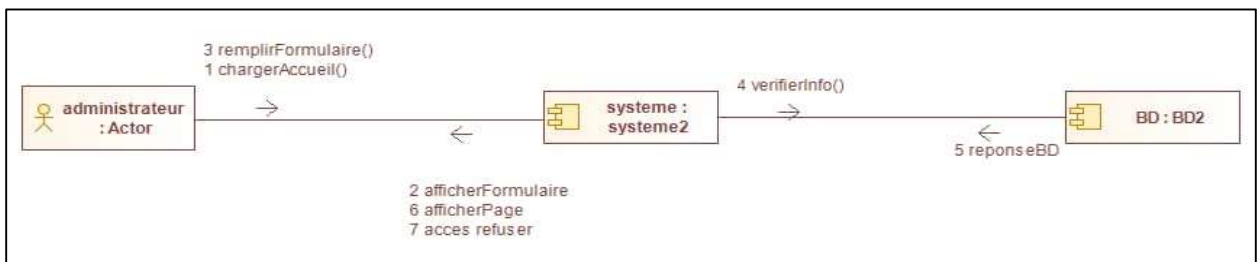 3 remplirFormulaire()
1 chargerAccueil()
administrateur
: Actor
systeme :
systeme2
4 verifierInfo()
BD : BD2
5 reponseBD
2 afficherFormulaire
6 afficherPage
7 acces refuser